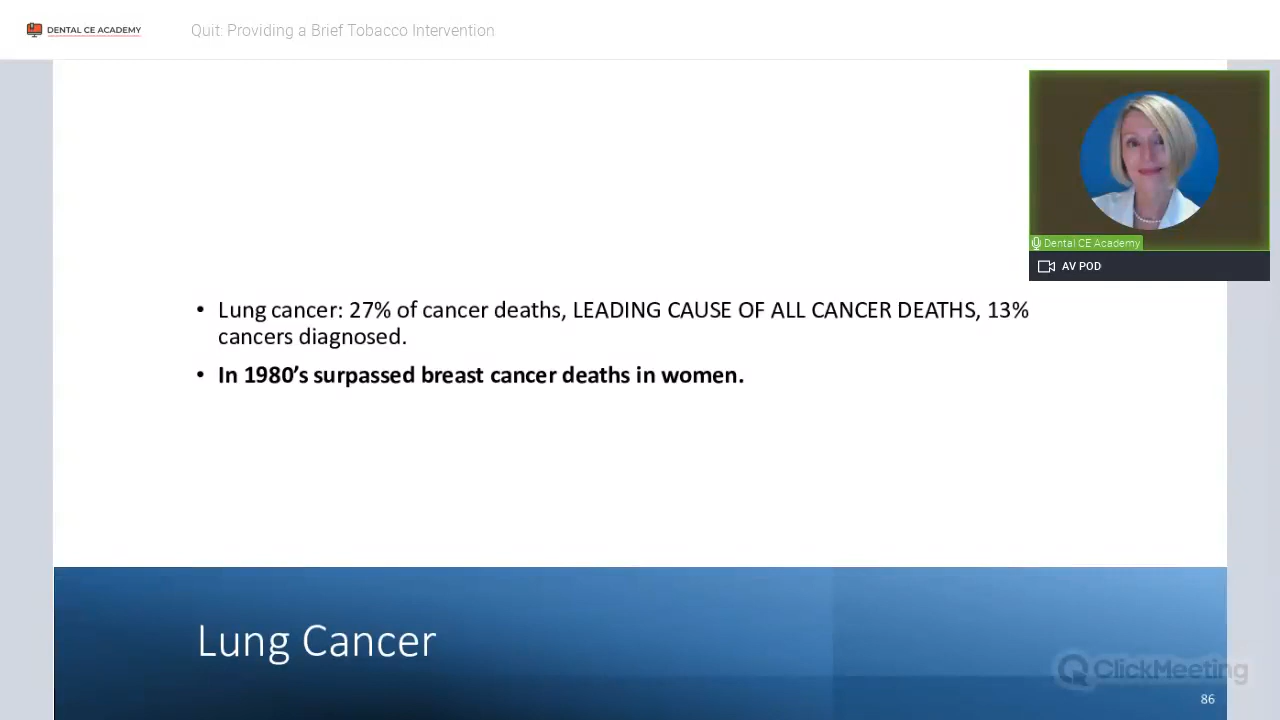 DENTAL CE ACADEMY
Quit: Providing a Brief Tobacco Intervention
Dental CE Academy
AV POD
• Lung cancer: 27% of cancer deaths, LEADING CAUSE OF ALL CANCER DEATHS, 13%
cancers diagnosed.
• In 1980’s surpassed breast cancer deaths in women.
Lung Cancer
ClickMeeting
86